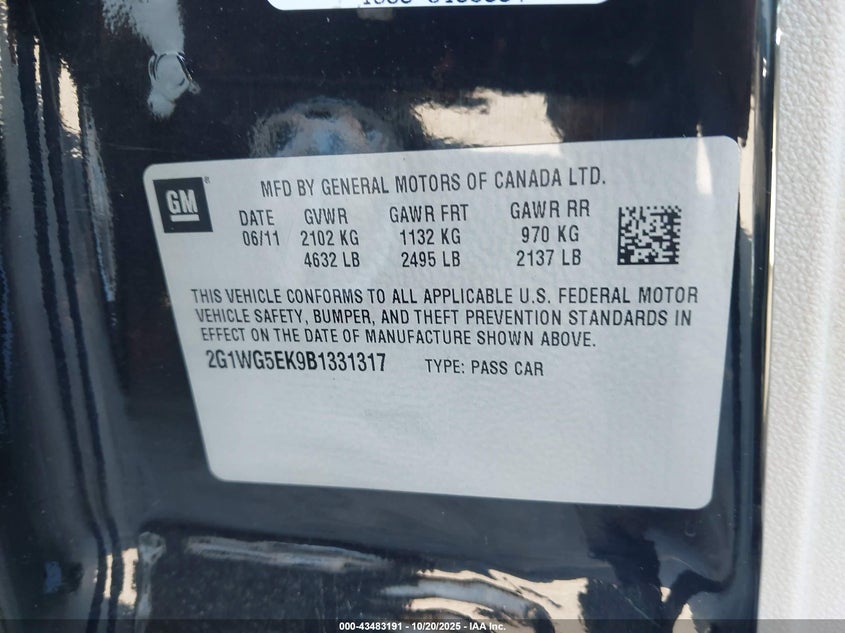 GM
MFD BY GENERAL MOTORS OF CANADA LTD.
DATE GVWR GAWR FRT GAWR RR
06/11 2102 KG 1132 KG 970 KG
4632 LB 2495 LB 2137 LB
THIS VEHICLE CONFORMS TO ALL APPLICABLE U.S. FEDERAL MOTOR
VEHICLE SAFETY, BUMPER, AND THEFT PREVENTION STANDARDS IN
EFFECT ON THE DATE OF MANUFACTURE SHOWN ABOVE.
2G1WG5EK9B1331317 TYPE: PASS CAR
000-43483191 - 10/20/2025 - IAA Inc.